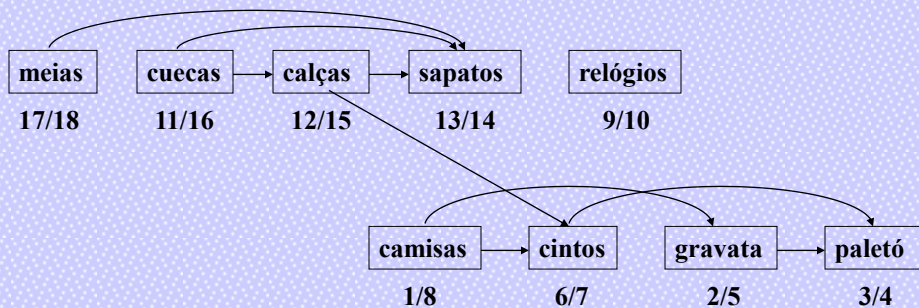 meias cuecas calças sapatos relógios
17/18 11/16 12/15 13/14 9/10
camisas cintos gravata paletó
1/8 6/7 2/5 3/4